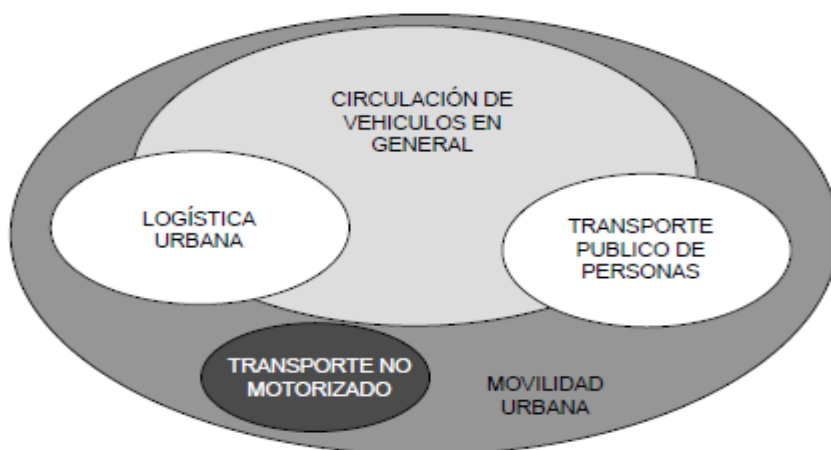 CIRCULACIÓN DE
VEHICULOS EN
GENERAL
LOGÍSTICA
URBANA
TRANSPORTE
PUBLICO DE
PERSONAS
TRANSPORTE NO
MOTORIZADO
MOVILIDAD
URBANA